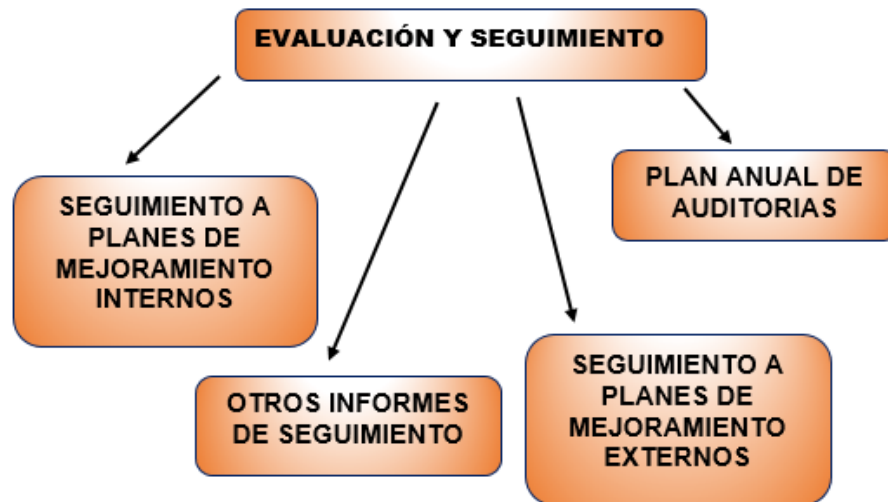 EVALUACIÓN Y SEGUIMIENTO
SEGUIMIENTO A
PLANES DE
MEJORAMIENTO
INTERNOS
OTROS INFORMES
DE SEGUIMIENTO
SEGUIMIENTO A
PLANES DE
MEJORAMIENTO
EXTERNOS
PLAN ANUAL DE
AUDITORIAS